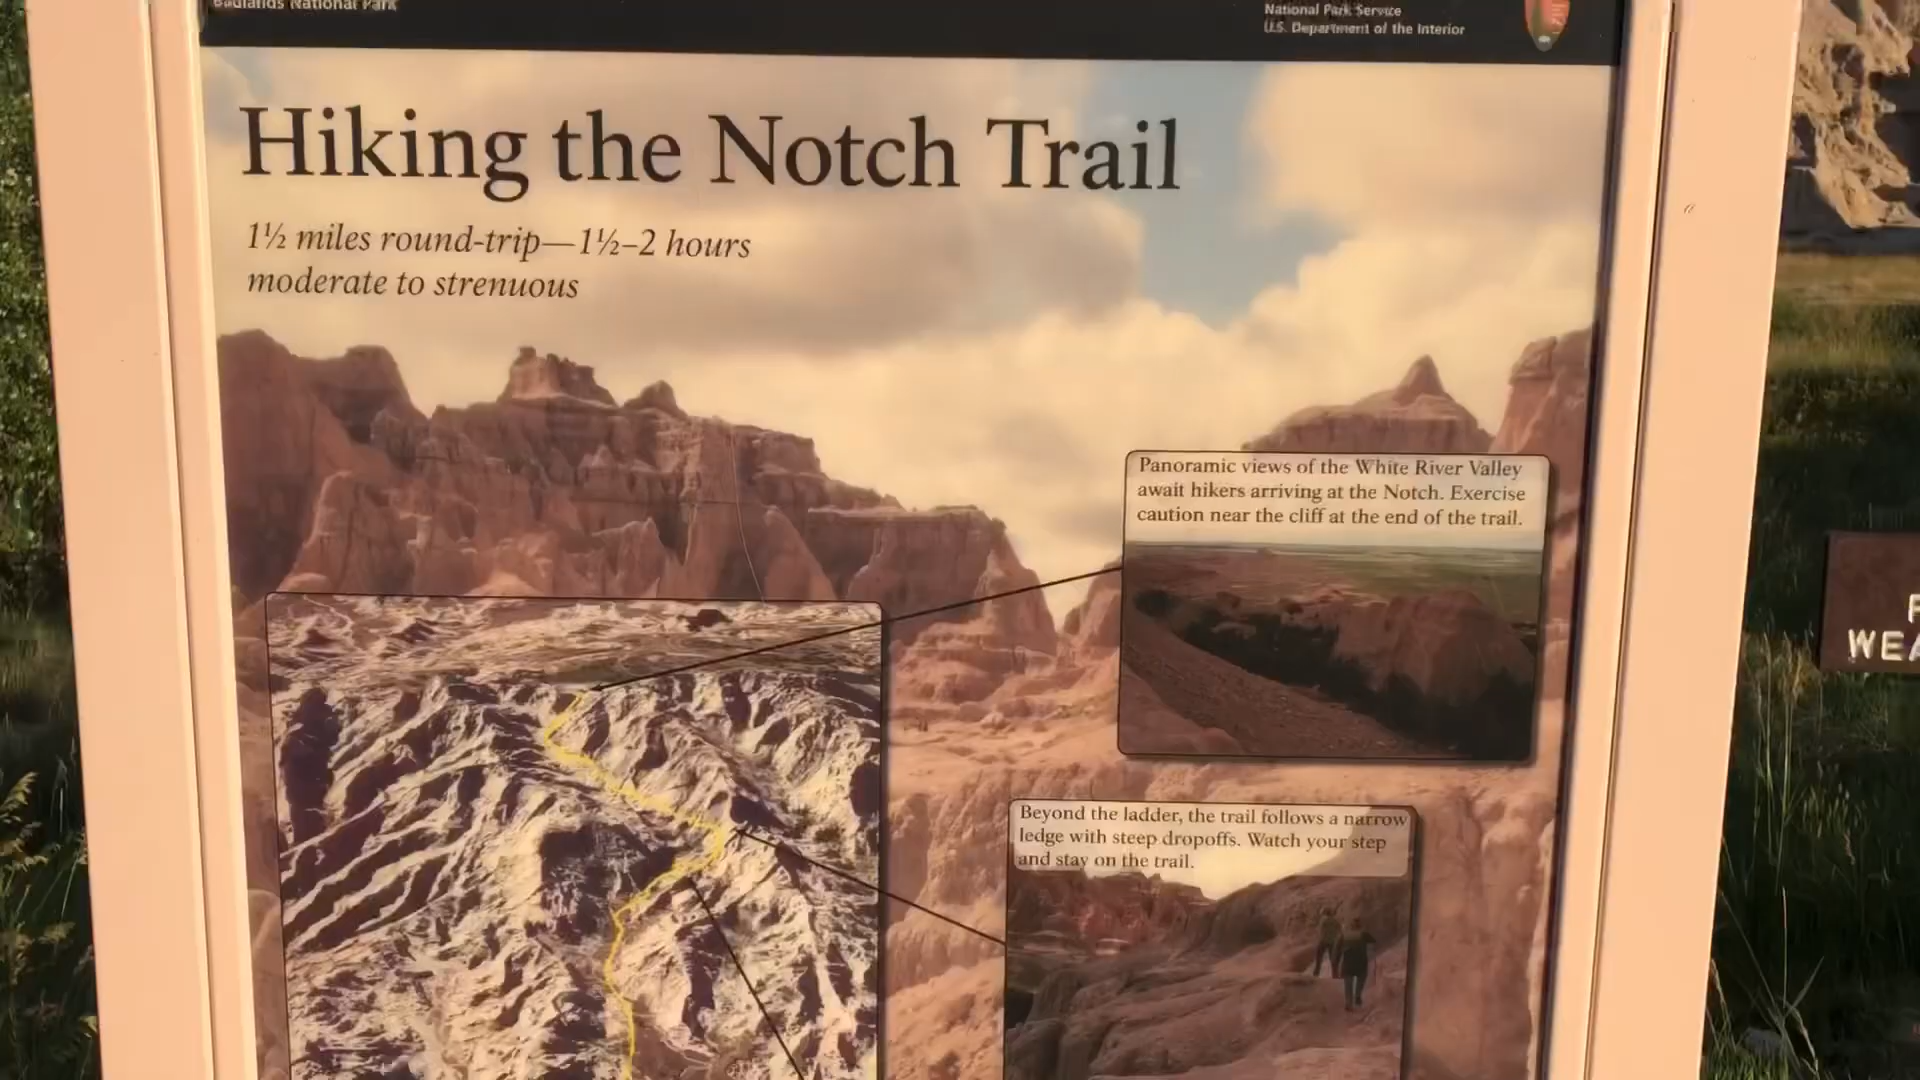 Badlands National Park
National Park Service
U.S. Department of the Interior
Hiking the Notch Trail
1½ miles round-trip—1½–2 hours
moderate to strenuous
Panoramic views of the White River Valley
await hikers arriving at the Notch. Exercise
caution near the cliff at the end of the trail.
Beyond the ladder, the trail follows a narrow
ledge with steep dropoffs. Watch your step
and stay on the trail.